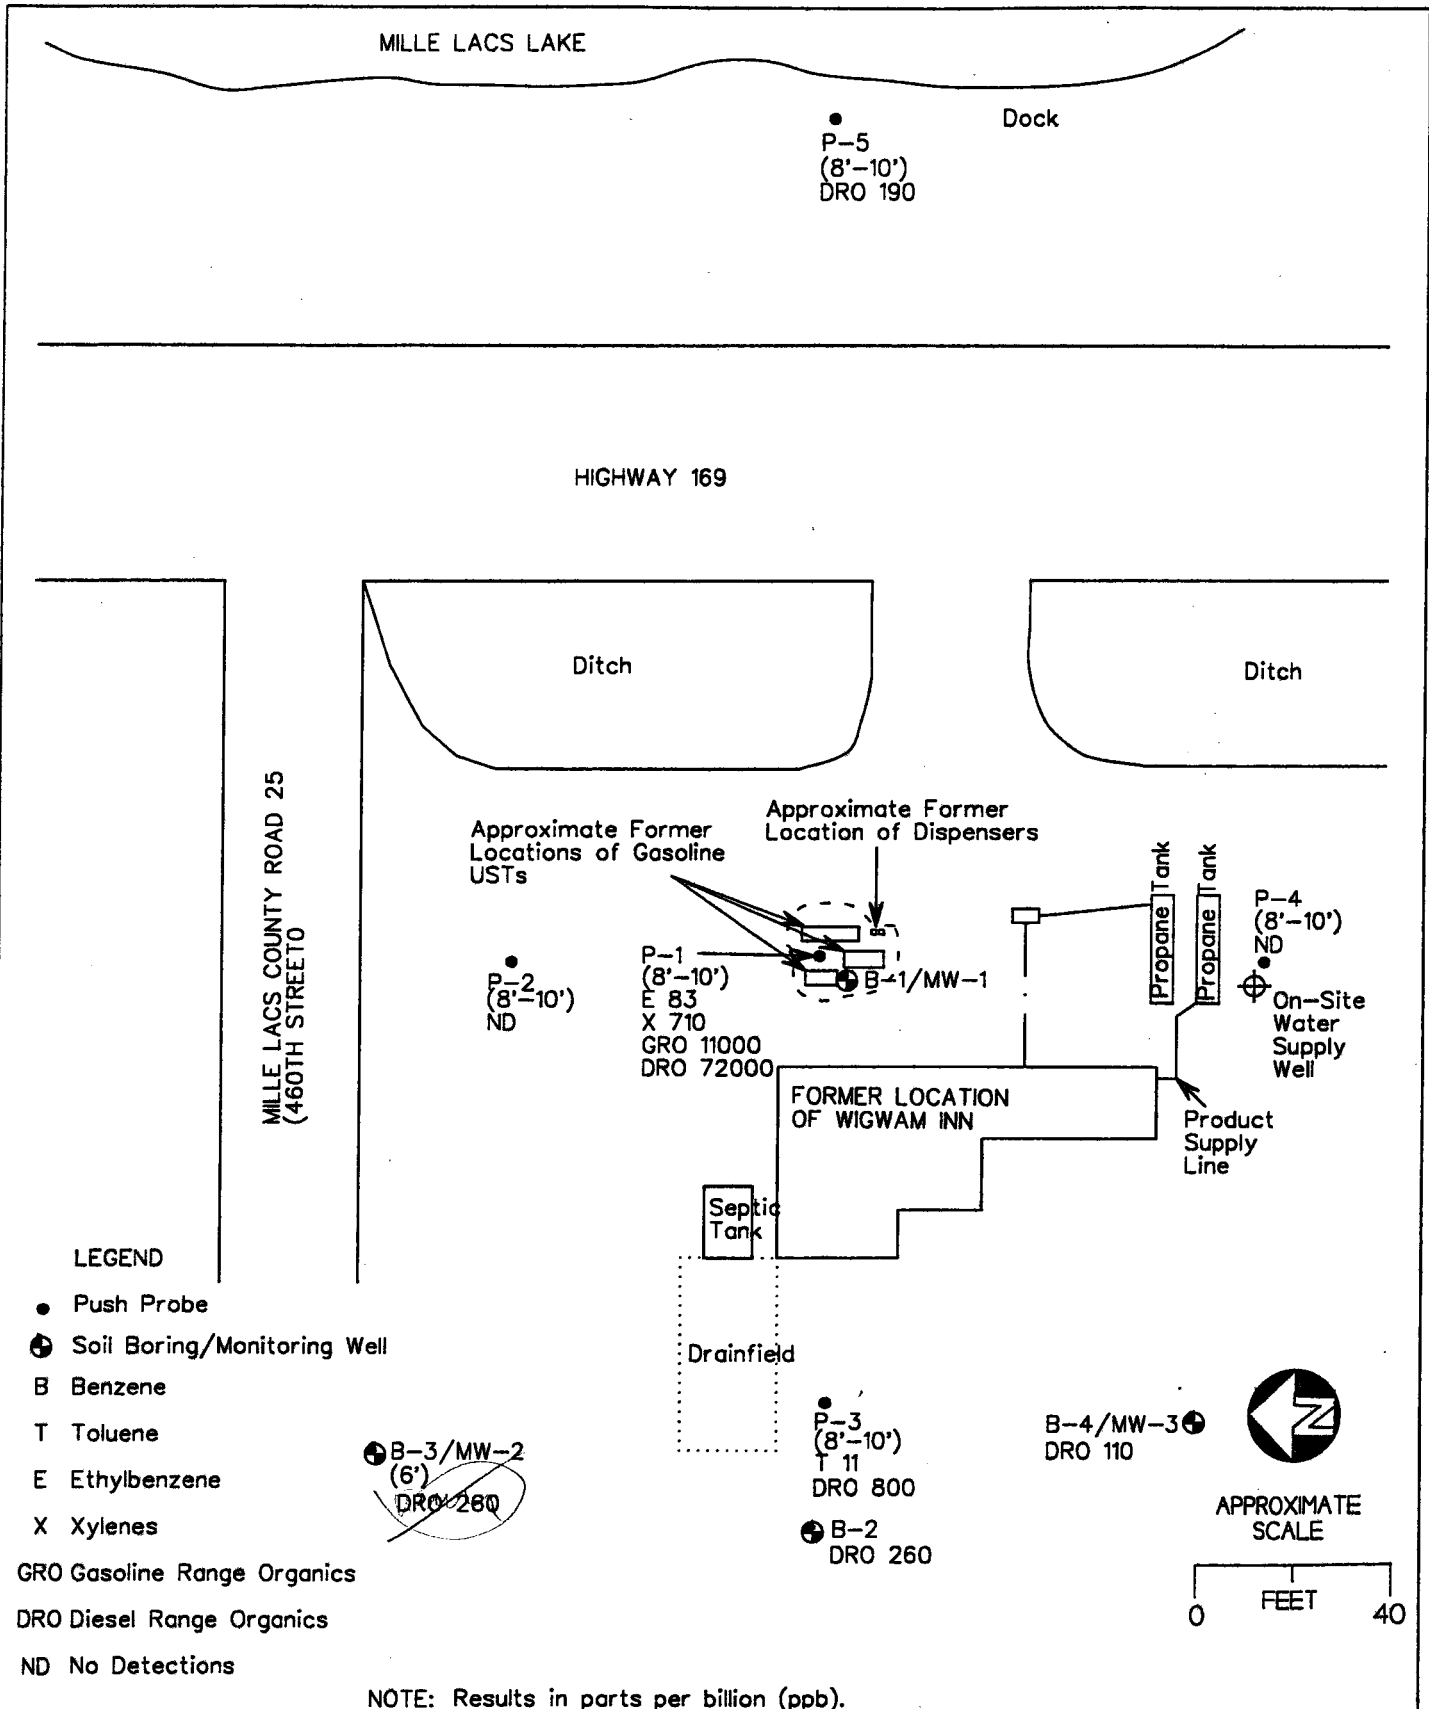 MILLE LACS LAKE
Dock
P-5
(8'-10')
DRO 190
HIGHWAY 169
Ditch
Ditch
MILLE LACS COUNTY ROAD 25
(460TH STREETO
Approximate Former
Locations of Gasoline
USTs
Approximate Former
Location of Dispensers
Propane Tank
Propane Tank
P-4
(8'-10')
ND
P-2
(8'-10')
ND
P-1
(8'-10')
E 83
X 710
GRO 11000
DRO 72000
B-1/MW-1
On-Site
Water
Supply
Well
FORMER LOCATION
OF WIGWAM INN
Product
Supply
Line
Septic
Tank
Drainfield
LEGEND
Push Probe
Soil Boring/Monitoring Well
B Benzene
T Toluene
E Ethylbenzene
X Xylenes
GRO Gasoline Range Organics
DRO Diesel Range Organics
ND No Detections
B-3/MW-2
(6')
DRO 260
P-3
(8'-10')
T 11
DRO 800
B-2
DRO 260
B-4/MW-3
DRO 110
N
APPROXIMATE
SCALE
FEET
0 40
NOTE: Results in parts per billion (ppb).